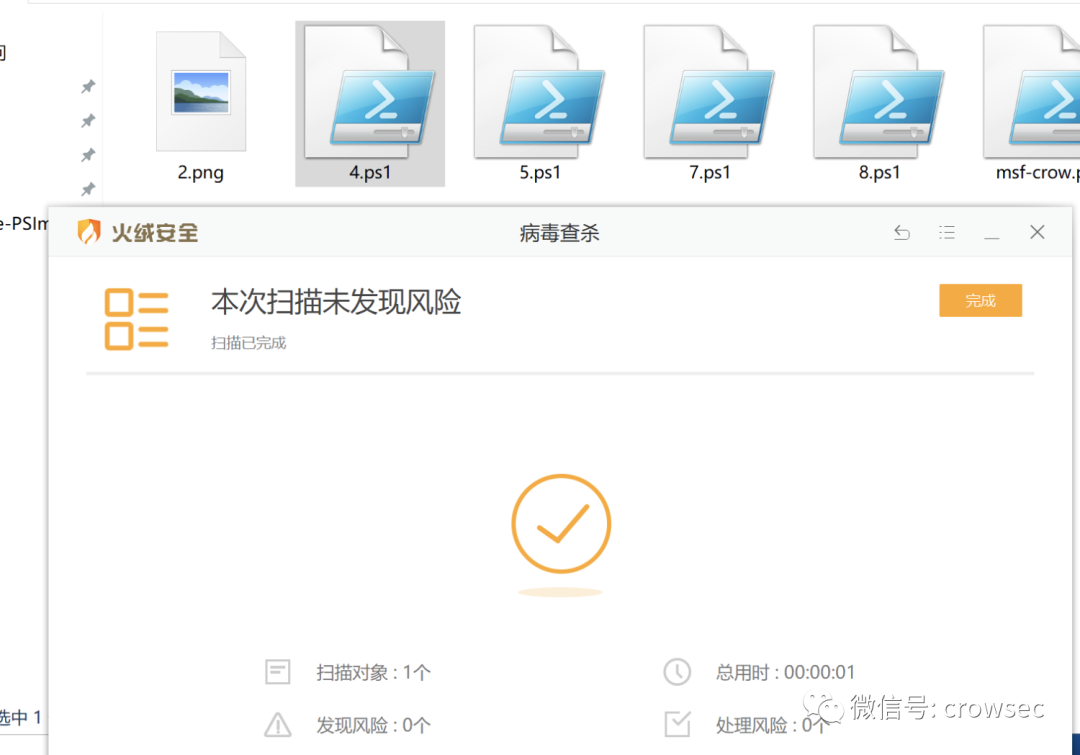 2.png
4.ps1
5.ps1
7.ps1
8.ps1
msf-crow.p
e-PSIm
火绒安全
病毒查杀
本次扫描未发现风险
完成
扫描已完成
扫描对象 : 1个
总用时 : 00:00:01
选中 1
微信号: crowsec
发现风险 : 0个
处理风险 : 0个